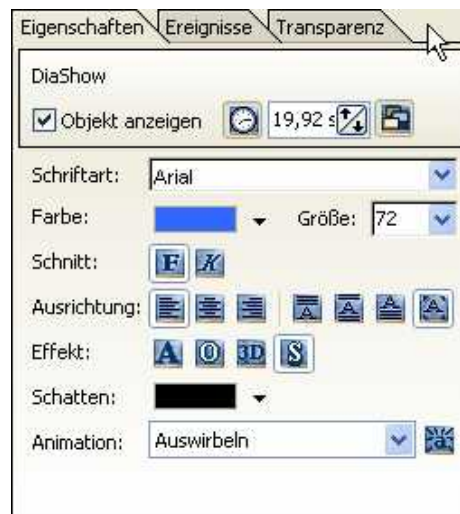 Eigenschaften Ereignisse Transparenz
DiaShow
Objekt anzeigen 19,92 s
Schriftart: Arial
Farbe: Größe: 72
Schnitt: F K
Ausrichtung: A A A A
Effekt: A O 3D S
Schatten:
Animation: Auswirbeln a